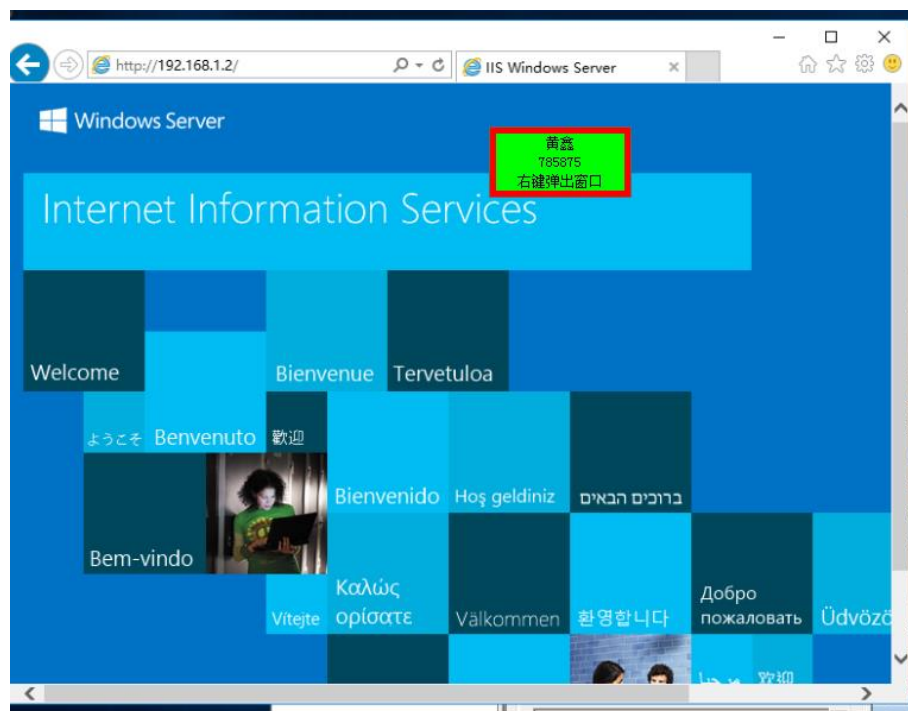 http://192.168.1.2/
IIS Windows Server
Windows Server
黄鑫
785875
右键弹出窗口
Internet Information Services
Welcome
Bienvenue
Tervetuloa
ようこそ
Benvenuto
歡迎
Bienvenido
Hoş geldiniz
ברוכים הבאים
Bem-vindo
Vítejte
Καλώς
ορίσατε
Välkommen
환영합니다
Добро
пожаловать
Üdvözö